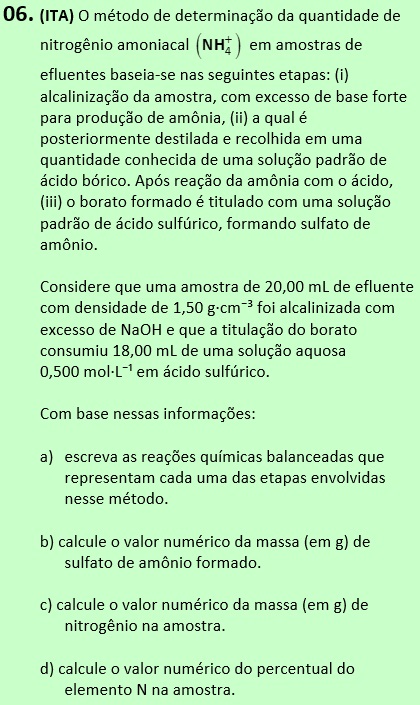 06. (ITA) O método de determinação da quantidade de
nitrogênio amoniacal (NH₄⁺) em amostras de
efluentes baseia-se nas seguintes etapas: (i)
alcalinização da amostra, com excesso de base forte
para produção de amônia, (ii) a qual é
posteriormente destilada e recolhida em uma
quantidade conhecida de uma solução padrão de
ácido bórico. Após reação da amônia com o ácido,
(iii) o borato formado é titulado com uma solução
padrão de ácido sulfúrico, formando sulfato de
amônio.
Considere que uma amostra de 20,00 mL de efluente
com densidade de 1,50 g·cm⁻³ foi alcalinizada com
excesso de NaOH e que a titulação do borato
consumiu 18,00 mL de uma solução aquosa
0,500 mol·L⁻¹ em ácido sulfúrico.
Com base nessas informações:
a) escreva as reações químicas balanceadas que
representam cada uma das etapas envolvidas
nesse método.
b) calcule o valor numérico da massa (em g) de
sulfato de amônio formado.
c) calcule o valor numérico da massa (em g) de
nitrogênio na amostra.
d) calcule o valor numérico do percentual do
elemento N na amostra.